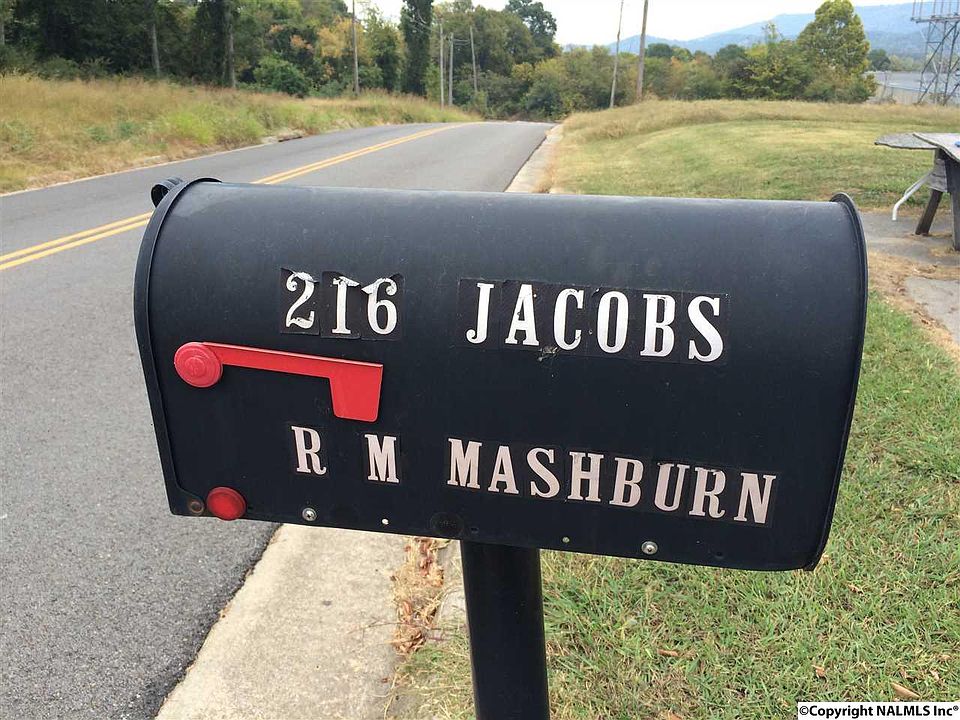 216 JACOBS
R M MASHBURN
©Copyright NALMLS Inc®